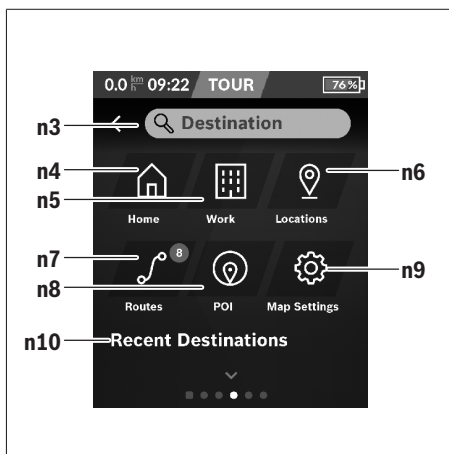 0.0 km/h 09:22 TOUR 76%
n3 Destination
n4 n6
n5
Home Work Locations
n7 8
n8 n9
Routes POI Map Settings
n10 Recent Destinations